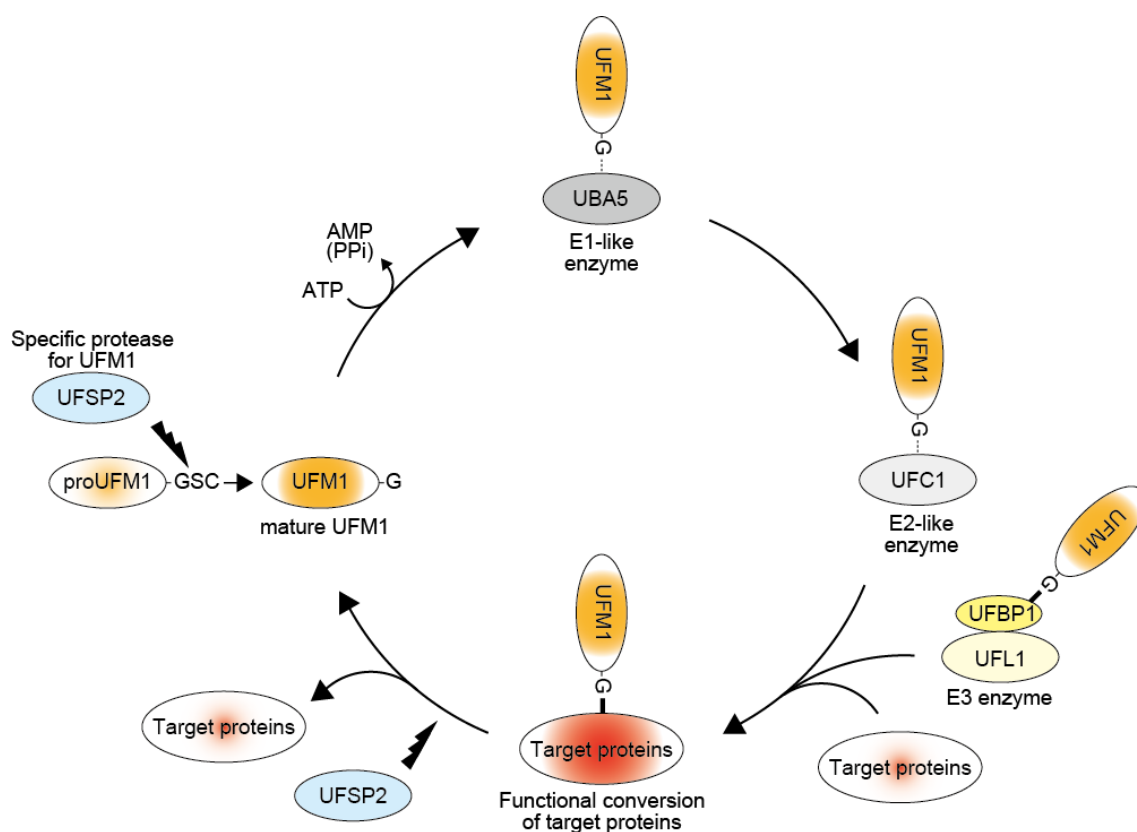 UFM1
G
UBA5
E1-like
enzyme
AMP
(PPi)
ATP
Specific protease
for UFM1
UFSP2
proUFM1
GSC
UFM1
G
mature UFM1
UFM1
G
UFC1
E2-like
enzyme
UFM1
G
UFBP1
UFL1
E3 enzyme
Target proteins
UFM1
G
Target proteins
Functional conversion
of target proteins
UFSP2
Target proteins